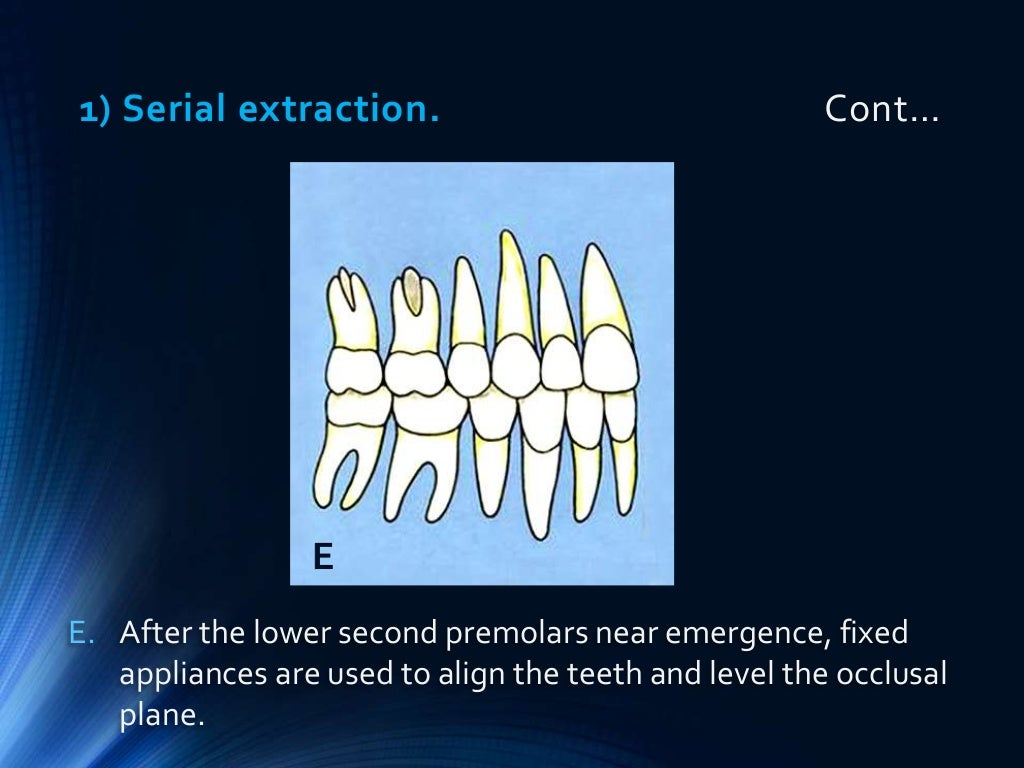 1) Serial extraction. Cont...
E
E. After the lower second premolars near emergence, fixed
appliances are used to align the teeth and level the occlusal
plane.